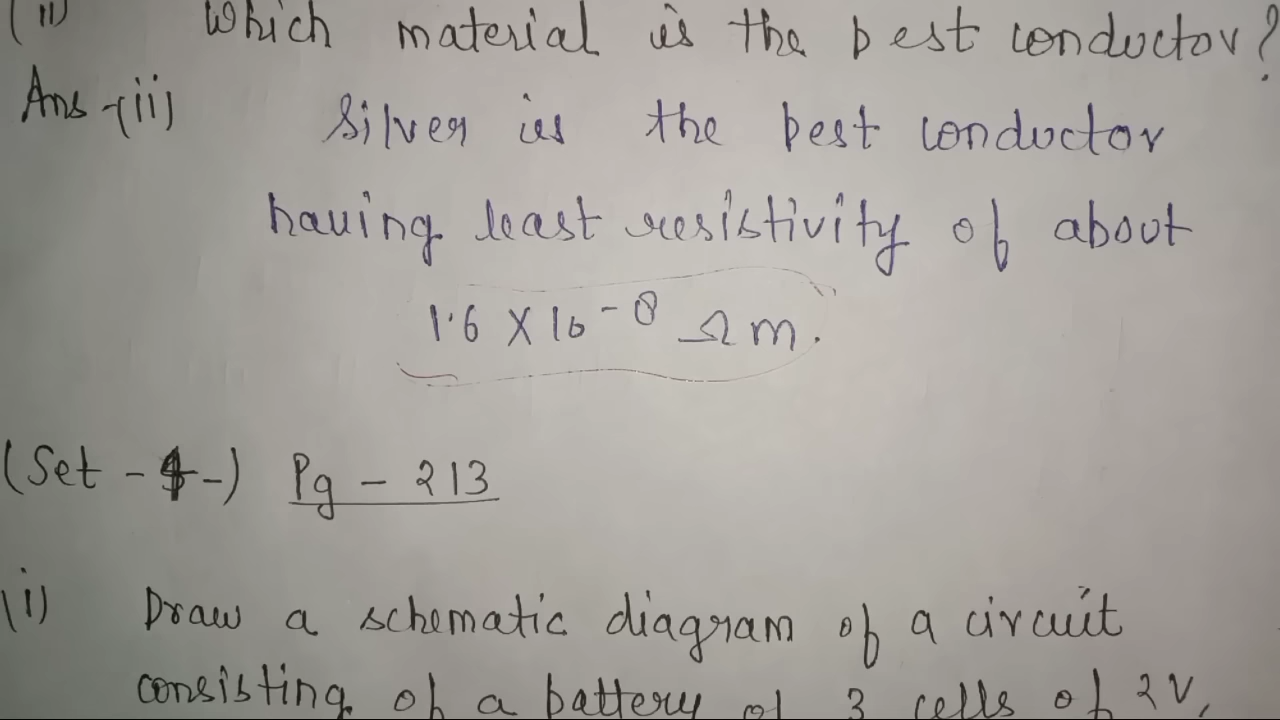 (ii) Which material is the best conductor?
Ans-(ii) Silver is the best conductor
having least resistivity of about
1.6 X 10⁻⁸ Ωm.
(Set - -) Pg - 213
(i) Draw a schematic diagram of a circuit
consisting of a battery of 3 cells of 2V,